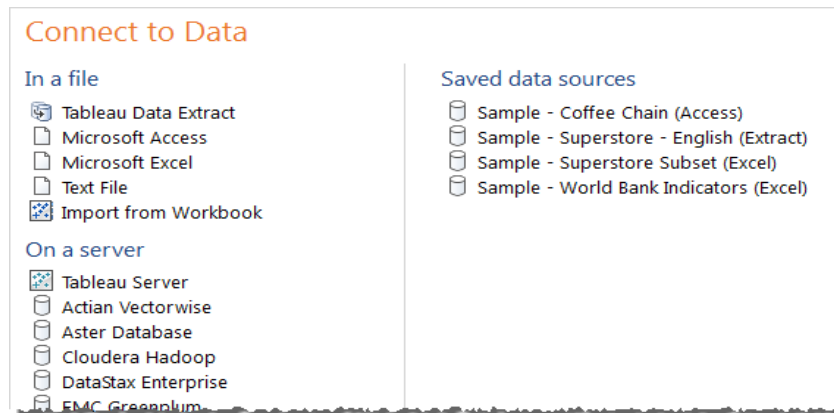 Connect to Data
In a file
Tableau Data Extract
Microsoft Access
Microsoft Excel
Text File
Import from Workbook
On a server
Tableau Server
Actian Vectorwise
Aster Database
Cloudera Hadoop
DataStax Enterprise
EMC Greenplum
Saved data sources
Sample - Coffee Chain (Access)
Sample - Superstore - English (Extract)
Sample - Superstore Subset (Excel)
Sample - World Bank Indicators (Excel)